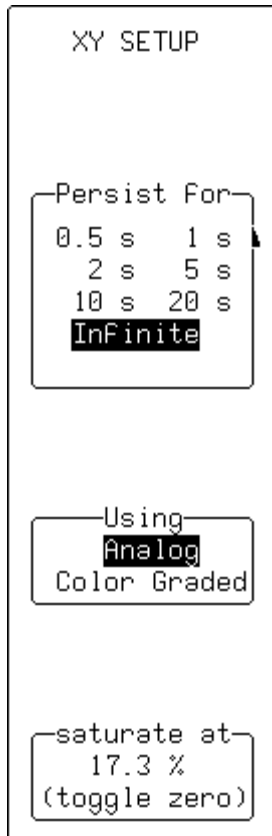 XY SETUP
Persist for
0.5 s 1 s
2 s 5 s
10 s 20 s
Infinite
Using
Analog
Color Graded
saturate at
17.3 %
(toggle zero)